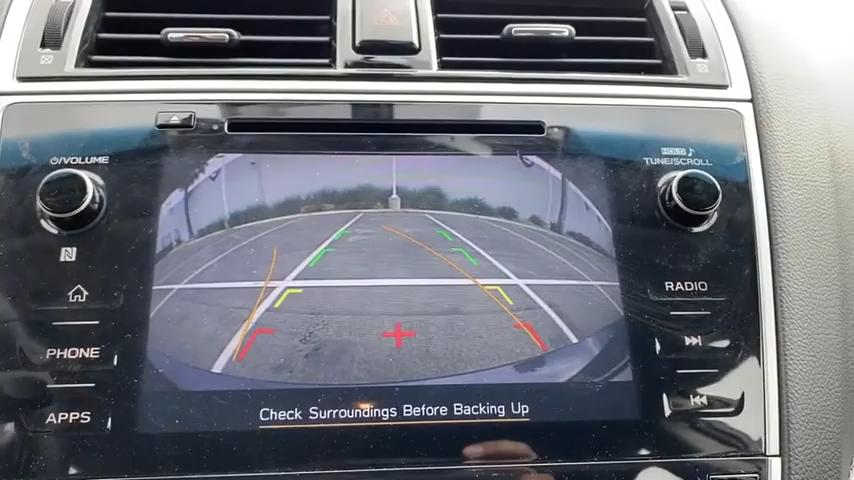 ⏻/VOLUME
HOLD ♪
TUNE/SCROLL
N
RADIO
PHONE
APPS
Check Surroundings Before Backing Up